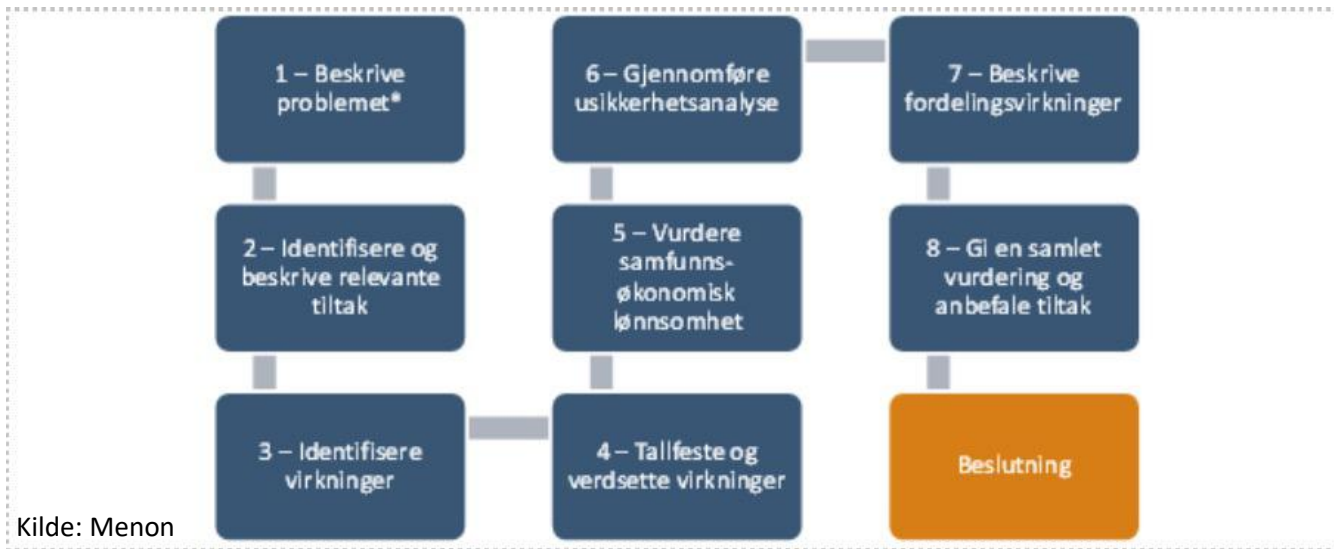 1 – Beskrive
problemet*
2 – Identifisere og
beskrive relevante
tiltak
3 – Identifisere
virkninger
4 – Tallfeste og
verdsette virkninger
5 – Vurdere
samfunns-
økonomisk
lønnsomhet
6 – Gjennomføre
usikkerhetsanalyse
7 – Beskrive
fordelingsvirkninger
8 – Gi en samlet
vurdering og
anbefale tiltak
Beslutning
Kilde: Menon